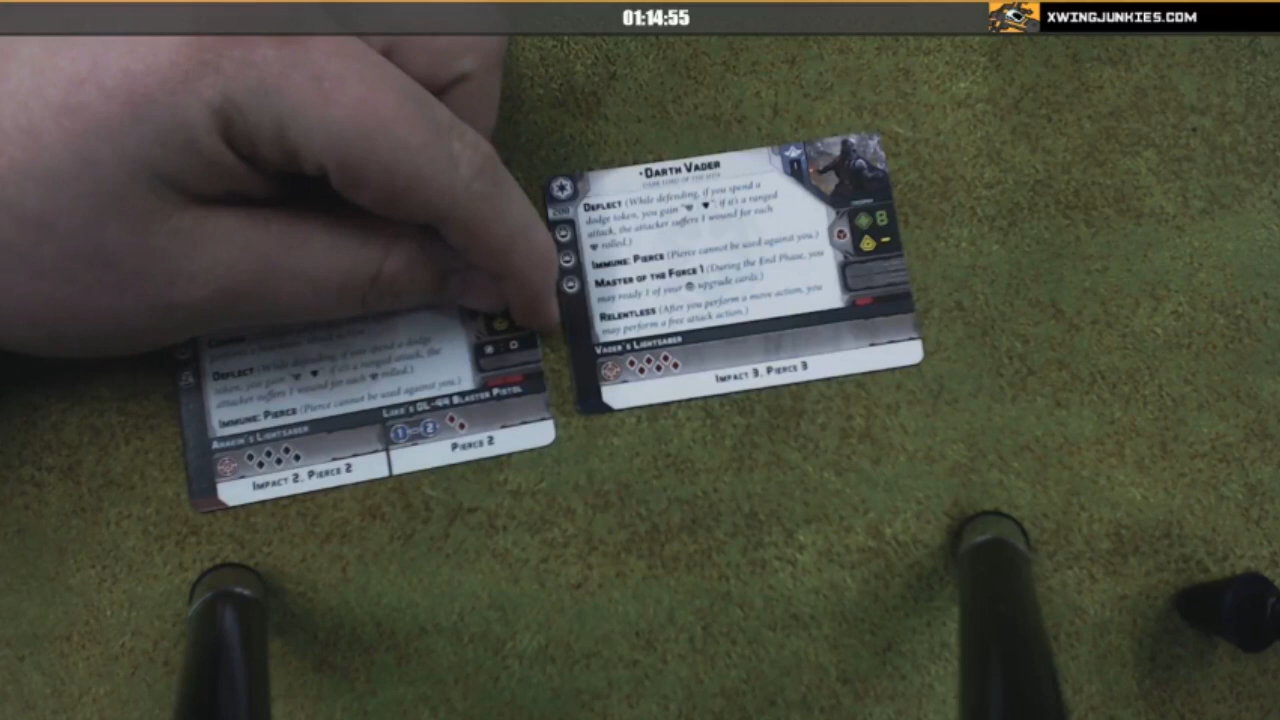 01:14:55
XWINGJUNKIES.COM
•DARTH VADER
DARK LORD OF THE SITH
200
DEFLECT (While defending, if you spend a
dodge token, you gain "
"; if it's a ranged
attack, the attacker suffers 1 wound for each
rolled.)
IMMUNE: PIERCE (Pierce cannot be used against you.)
MASTER OF THE FORCE 1 (During the End Phase, you
may ready 1 of your upgrade cards.)
RELENTLESS (After you perform a move action, you
may perform a free attack action.)
8
–
VADER'S LIGHTSABER
IMPACT 3, PIERCE 3
DEFLECT (While defending, if you spend a dodge
token, you gain
; if it's a ranged attack, the
attacker suffers 1 wound for each rolled.)
IMMUNE: PIERCE (Pierce cannot be used against you.)
ANAKIN'S LIGHTSABER
IMPACT 2, PIERCE 2
LUKE'S DL-44 BLASTER PISTOL
1–2
PIERCE 2